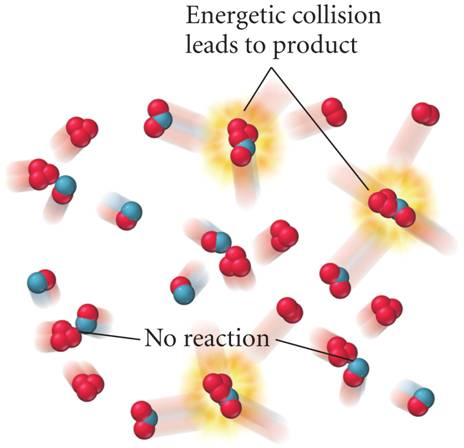 Energetic collision
leads to product
No reaction